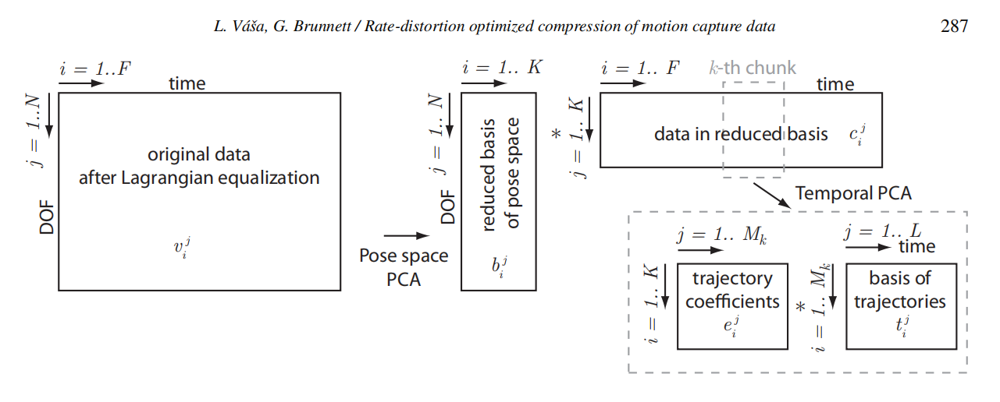 L. Váša, G. Brunnett / Rate-distortion optimized compression of motion capture data
287
i = 1..F
time
j = 1..N
DOF
original data
after Lagrangian equalization
v_i^j
Pose space
PCA
i = 1.. K
j = 1.. N
DOF
reduced basis
of pose space
b_i^j
*
i = 1.. F
k-th chunk
time
j = 1.. K
data in reduced basis c_i^j
Temporal PCA
j = 1.. M_k
i = 1.. K
trajectory
coefficients
e_i^j
*
j = 1.. L
time
i = 1.. M_k
basis of
trajectories
t_i^j